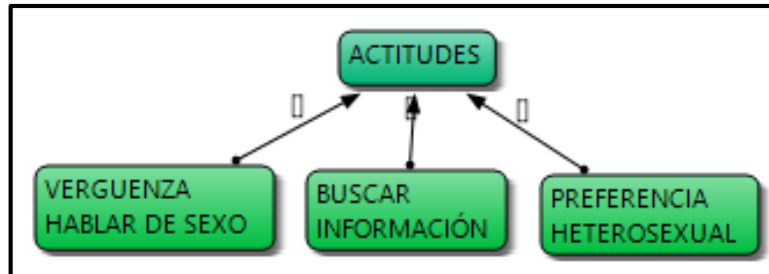 ACTITUDES
VERGUENZA
HABLAR DE SEXO
BUSCAR
INFORMACIÓN
PREFERENCIA
HETEROSEXUAL